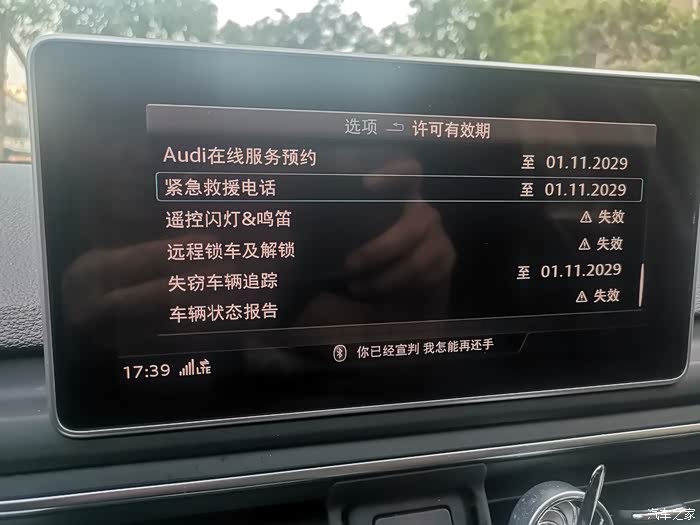 选项 许可有效期
Audi在线服务预约 至 01.11.2029
紧急救援电话 至 01.11.2029
遥控闪灯&鸣笛 失效
远程锁车及解锁 失效
失窃车辆追踪 至 01.11.2029
车辆状态报告 失效
17:39 LTE 你已经宣判 我怎能再还手
汽车之家